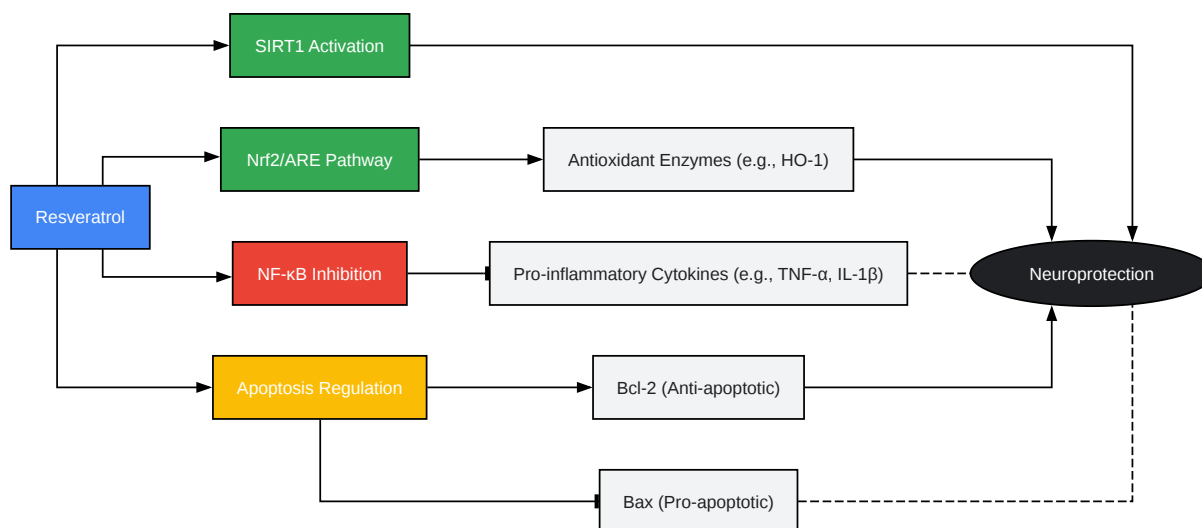 SIRT1 Activation
Nrf2/ARE Pathway
Antioxidant Enzymes (e.g., HO-1)
Resveratrol
NF-κB Inhibition
Pro-inflammatory Cytokines (e.g., TNF-α, IL-1β)
Neuroprotection
Apoptosis Regulation
Bcl-2 (Anti-apoptotic)
Bax (Pro-apoptotic)